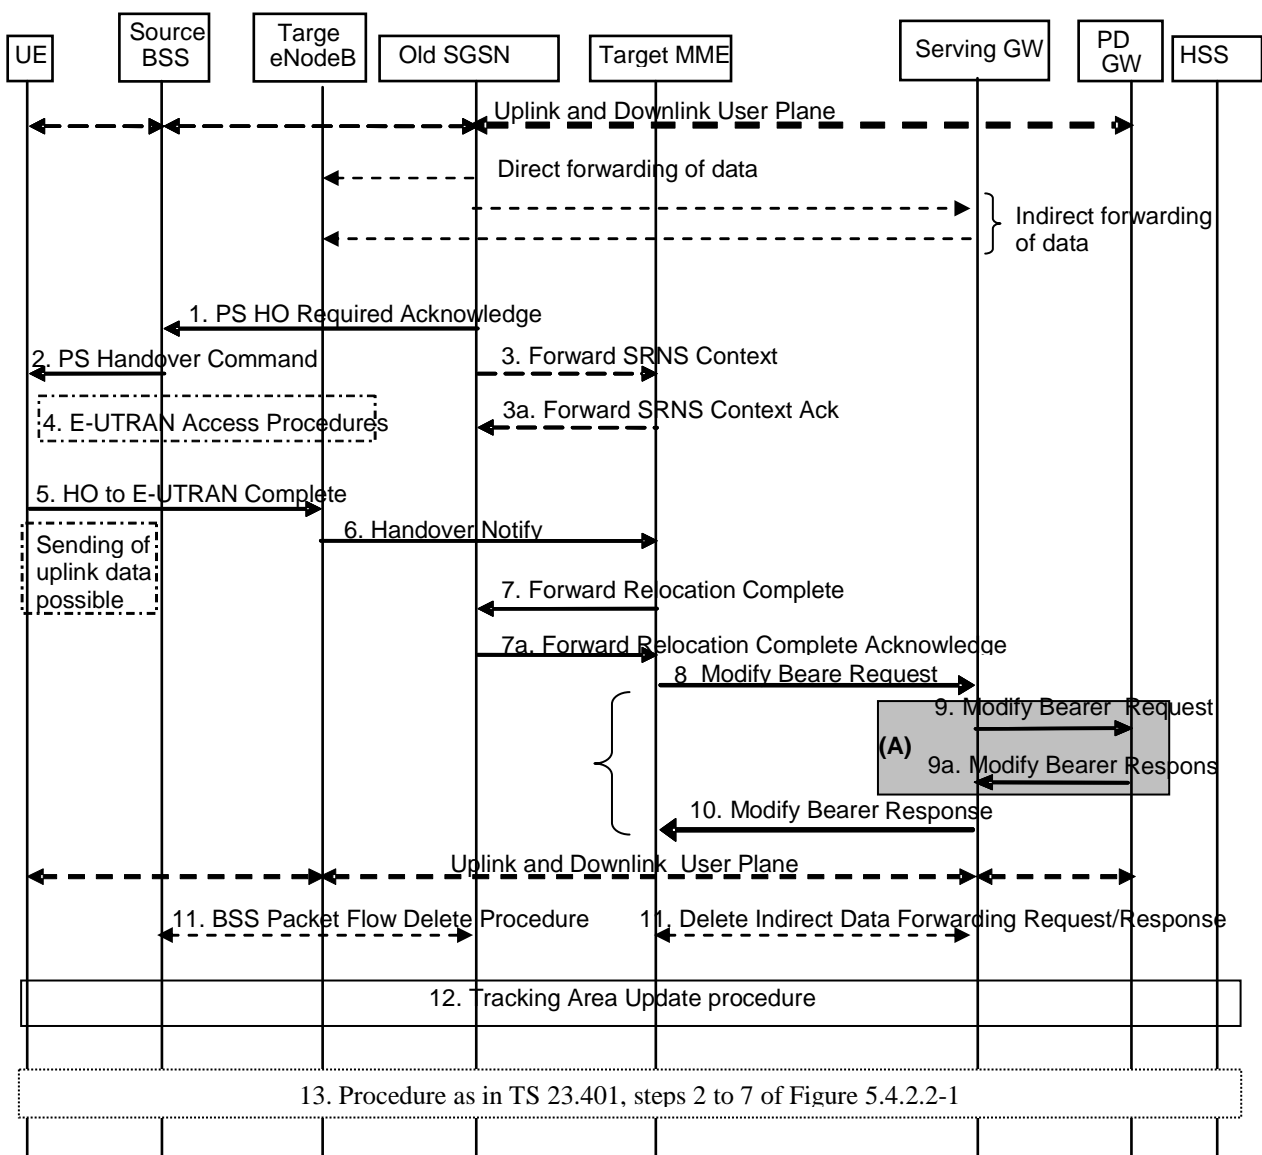 UE
Source
BSS
Targe
eNodeB
Old SGSN
Target MME
Serving GW
PD
GW
HSS
Uplink and Downlink User Plane
Direct forwarding of data
Indirect forwarding
of data
1. PS HO Required Acknowledge
2. PS Handover Command
3. Forward SRNS Context
3a. Forward SRNS Context Ack
4. E-UTRAN Access Procedures
5. HO to E-UTRAN Complete
6. Handover Notify
Sending of
uplink data
possible
7. Forward Relocation Complete
7a. Forward Relocation Complete Acknowledge
8 Modify Beare Request
9. Modify Bearer Request
(A)
9a. Modify Bearer Respons
10. Modify Bearer Response
Uplink and Downlink User Plane
11. BSS Packet Flow Delete Procedure
11. Delete Indirect Data Forwarding Request/Response
12. Tracking Area Update procedure
13. Procedure as in TS 23.401, steps 2 to 7 of Figure 5.4.2.2-1